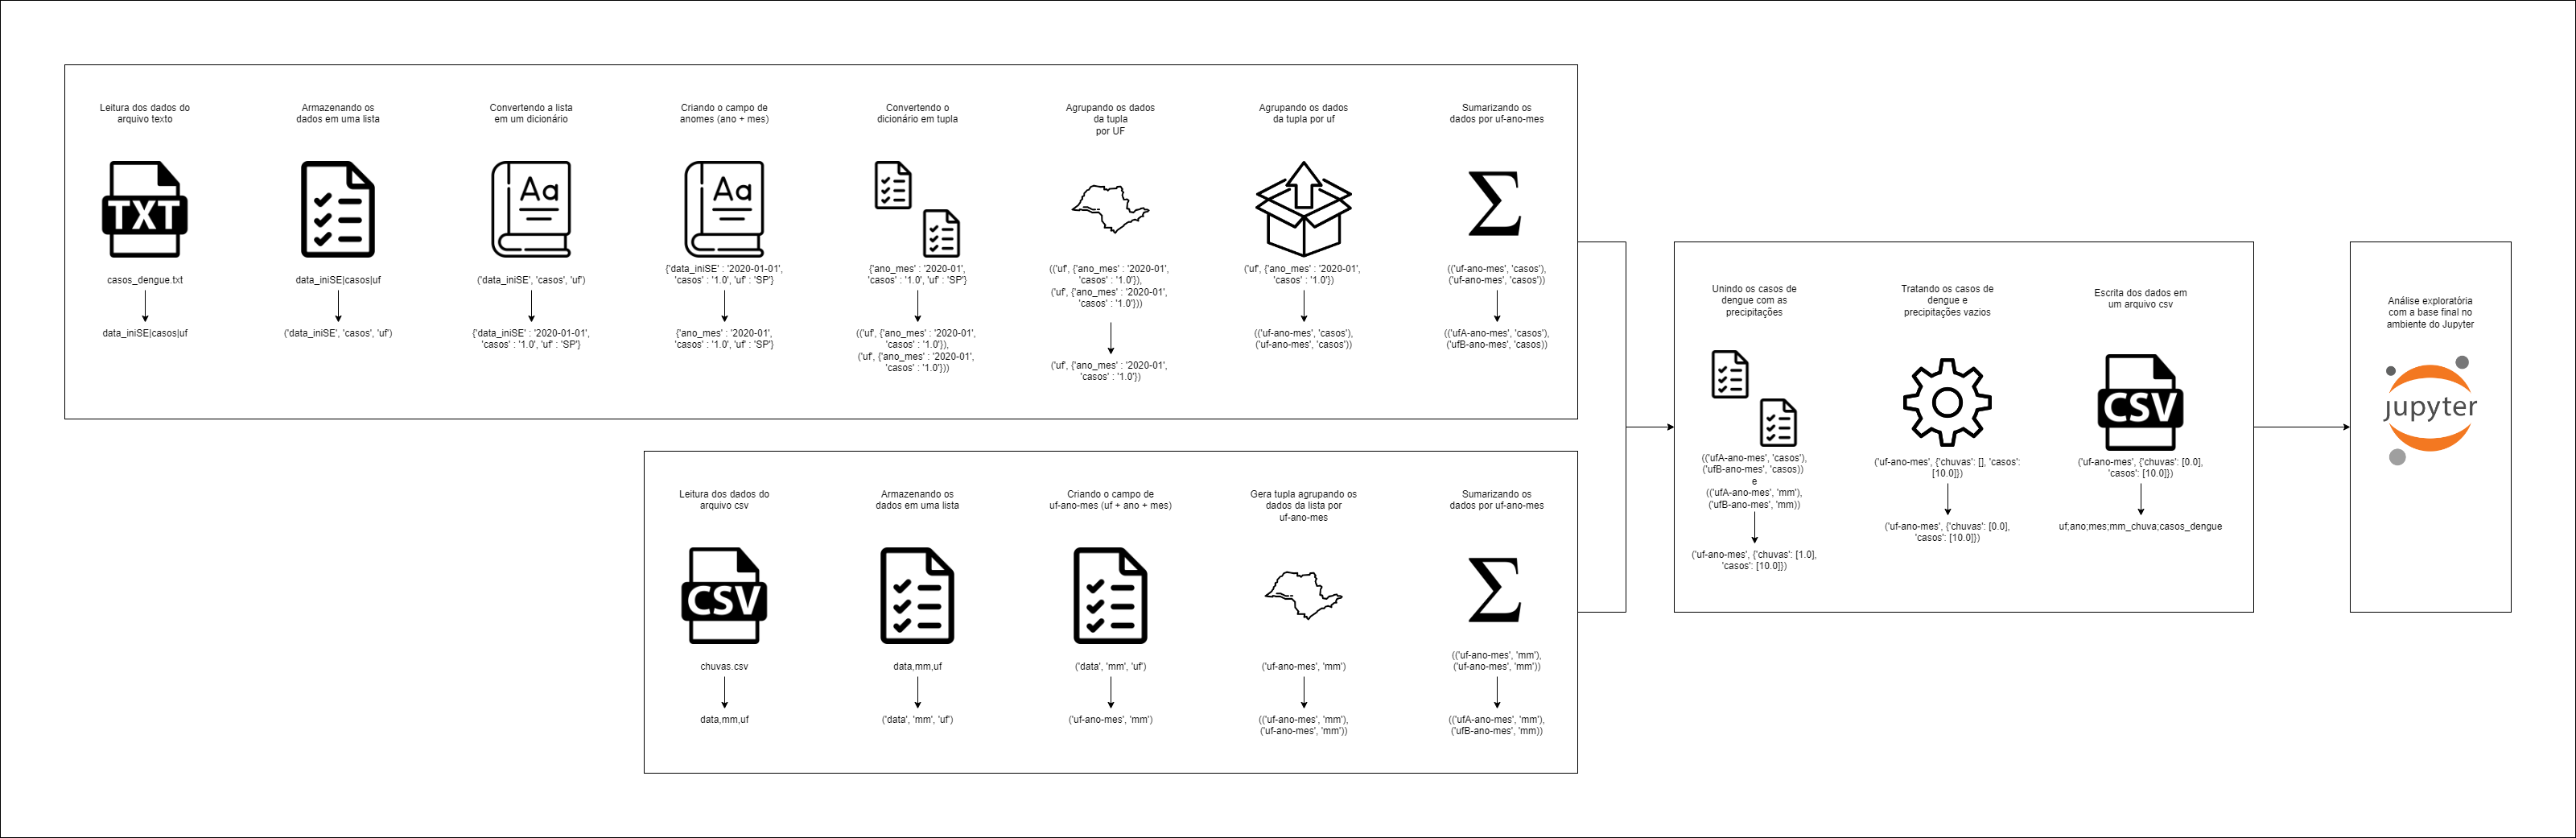 Leitura dos dados do
arquivo texto
TXT
casos_dengue.txt
data_iniSE|casos|uf
Armazenando os
dados em uma lista
data_iniSE|casos|uf
('data_iniSE', 'casos', 'uf')
Convertendo a lista
em um dicionário
Aa
('data_iniSE', 'casos', 'uf')
{'data_iniSE' : '2020-01-01',
'casos' : '1.0', 'uf' : 'SP'}
Criando o campo de
anomes (ano + mes)
Aa
{'data_iniSE' : '2020-01-01',
'casos' : '1.0', 'uf' : 'SP'}
{'ano_mes' : '2020-01',
'casos' : '1.0', 'uf' : 'SP'}
Convertendo o
dicionário em tupla
{'ano_mes' : '2020-01',
'casos' : '1.0', 'uf' : 'SP'}
(('uf', {'ano_mes' : '2020-01',
'casos' : '1.0'}),
('uf', {'ano_mes' : '2020-01',
'casos' : '1.0'}))
Agrupando os dados
da tupla
por UF
(('uf', {'ano_mes' : '2020-01',
'casos' : '1.0'}),
('uf', {'ano_mes' : '2020-01',
'casos' : '1.0'}))
('uf', {'ano_mes' : '2020-01',
'casos' : '1.0'})
Agrupando os dados
da tupla por uf
('uf', {'ano_mes' : '2020-01',
'casos' : '1.0'})
(('uf-ano-mes', 'casos'),
('uf-ano-mes', 'casos'))
Sumarizando os
dados por uf-ano-mes
Σ
(('uf-ano-mes', 'casos'),
('uf-ano-mes', 'casos'))
(('ufA-ano-mes', 'casos'),
('ufB-ano-mes', 'casos))
Leitura dos dados do
arquivo csv
CSV
chuvas.csv
data,mm,uf
Armazenando os
dados em uma lista
data,mm,uf
('data', 'mm', 'uf')
Criando o campo de
uf-ano-mes (uf + ano + mes)
('data', 'mm', 'uf')
('uf-ano-mes', 'mm')
Gera tupla agrupando os
dados da lista por
uf-ano-mes
('uf-ano-mes', 'mm')
(('uf-ano-mes', 'mm'),
('uf-ano-mes', 'mm'))
Sumarizando os
dados por uf-ano-mes
Σ
(('uf-ano-mes', 'mm'),
('uf-ano-mes', 'mm'))
(('ufA-ano-mes', 'mm'),
('ufB-ano-mes', 'mm))
Unindo os casos de
dengue com as
precipitações
(('ufA-ano-mes', 'casos'),
('ufB-ano-mes', 'casos))
e
(('ufA-ano-mes', 'mm'),
('ufB-ano-mes', 'mm))
('uf-ano-mes', {'chuvas': [1.0],
'casos': [10.0]})
Tratando os casos de
dengue e
precipitações vazios
('uf-ano-mes', {'chuvas': [], 'casos':
[10.0]})
('uf-ano-mes', {'chuvas': [0.0],
'casos': [10.0]})
Escrita dos dados em
um arquivo csv
CSV
('uf-ano-mes', {'chuvas': [0.0],
'casos': [10.0]})
uf;ano;mes;mm_chuva;casos_dengue
Análise exploratória
com a base final no
ambiente do Jupyter
jupyter